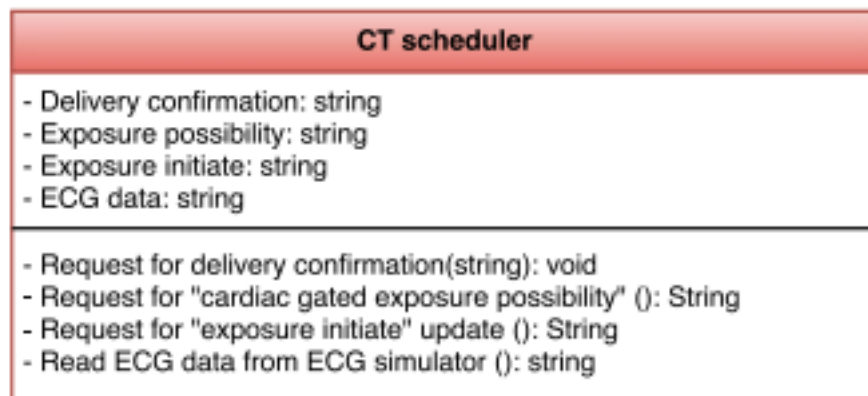 CT scheduler
- Delivery confirmation: string
- Exposure possibility: string
- Exposure initiate: string
- ECG data: string
- Request for delivery confirmation(string): void
- Request for "cardiac gated exposure possibility" (): String
- Request for "exposure initiate" update (): String
- Read ECG data from ECG simulator (): string